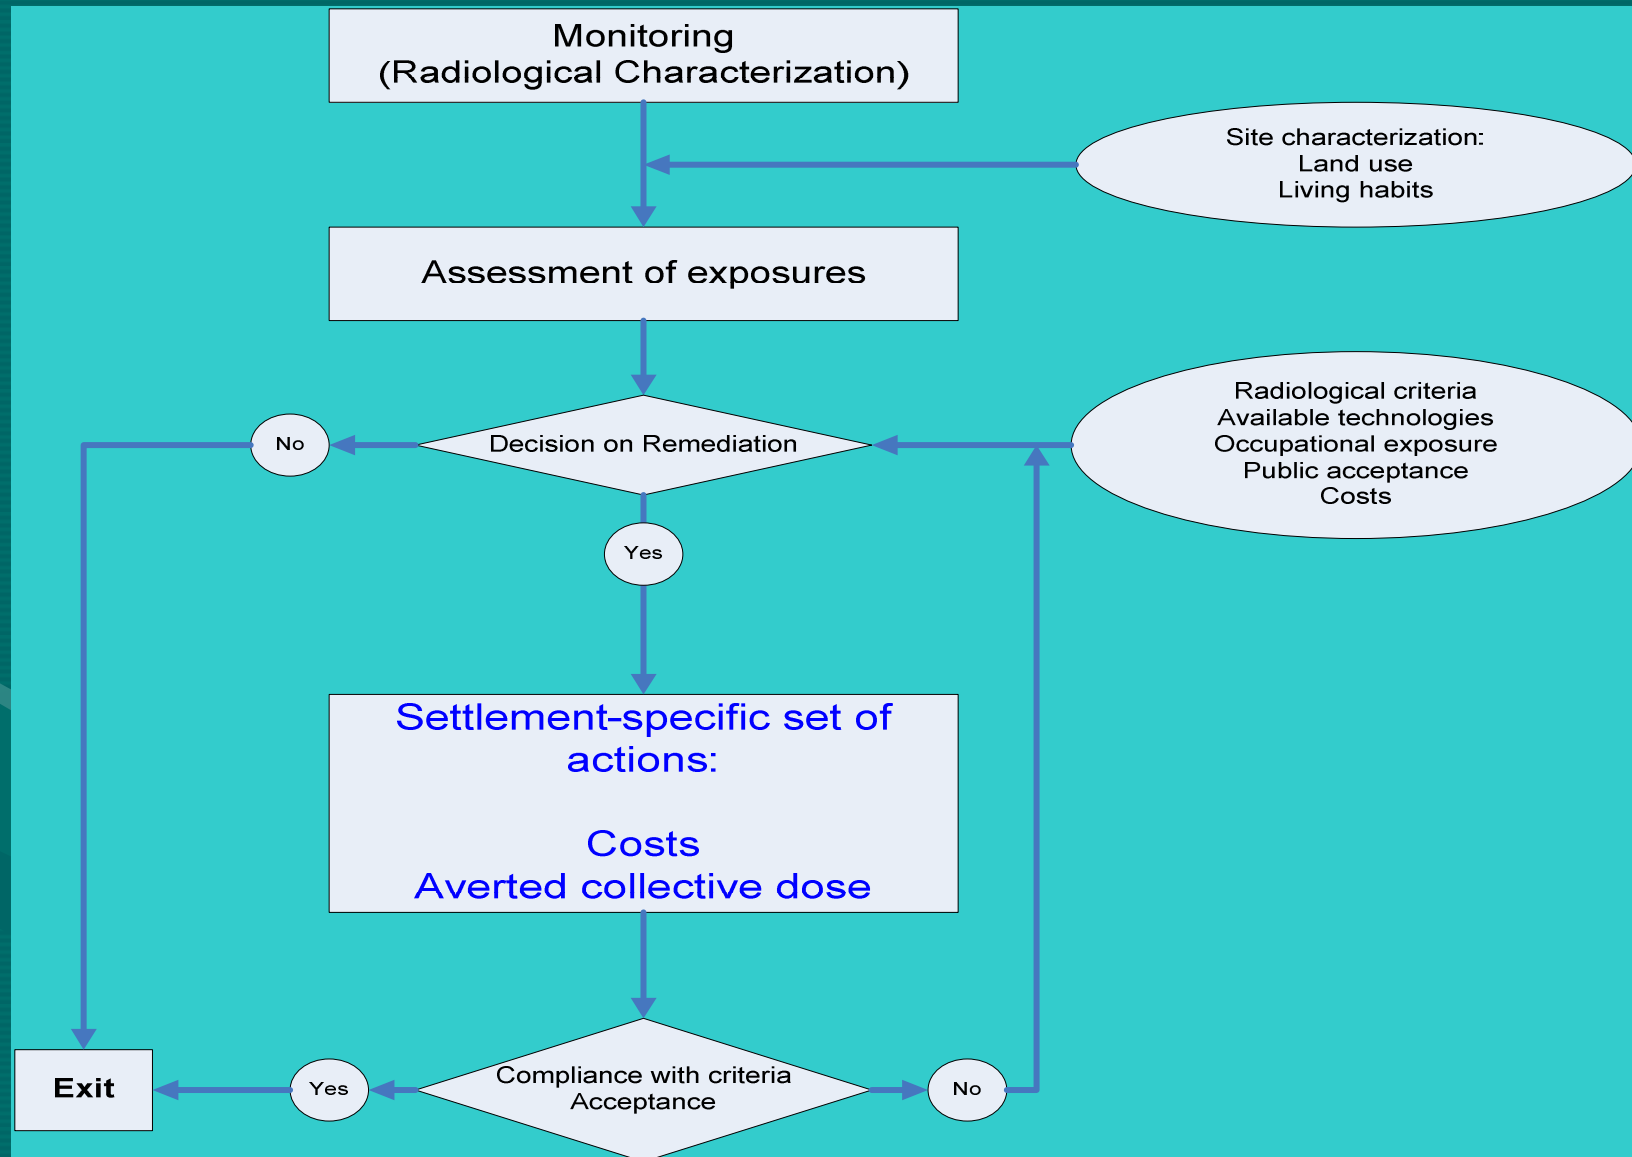 Monitoring
(Radiological Characterization)
Site characterization:
Land use
Living habits
Assessment of exposures
Radiological criteria
Available technologies
Occupational exposure
Public acceptance
Costs
No
Decision on Remediation
Yes
Settlement-specific set of
actions:
Costs
Averted collective dose
Exit
Yes
Compliance with criteria
Acceptance
No